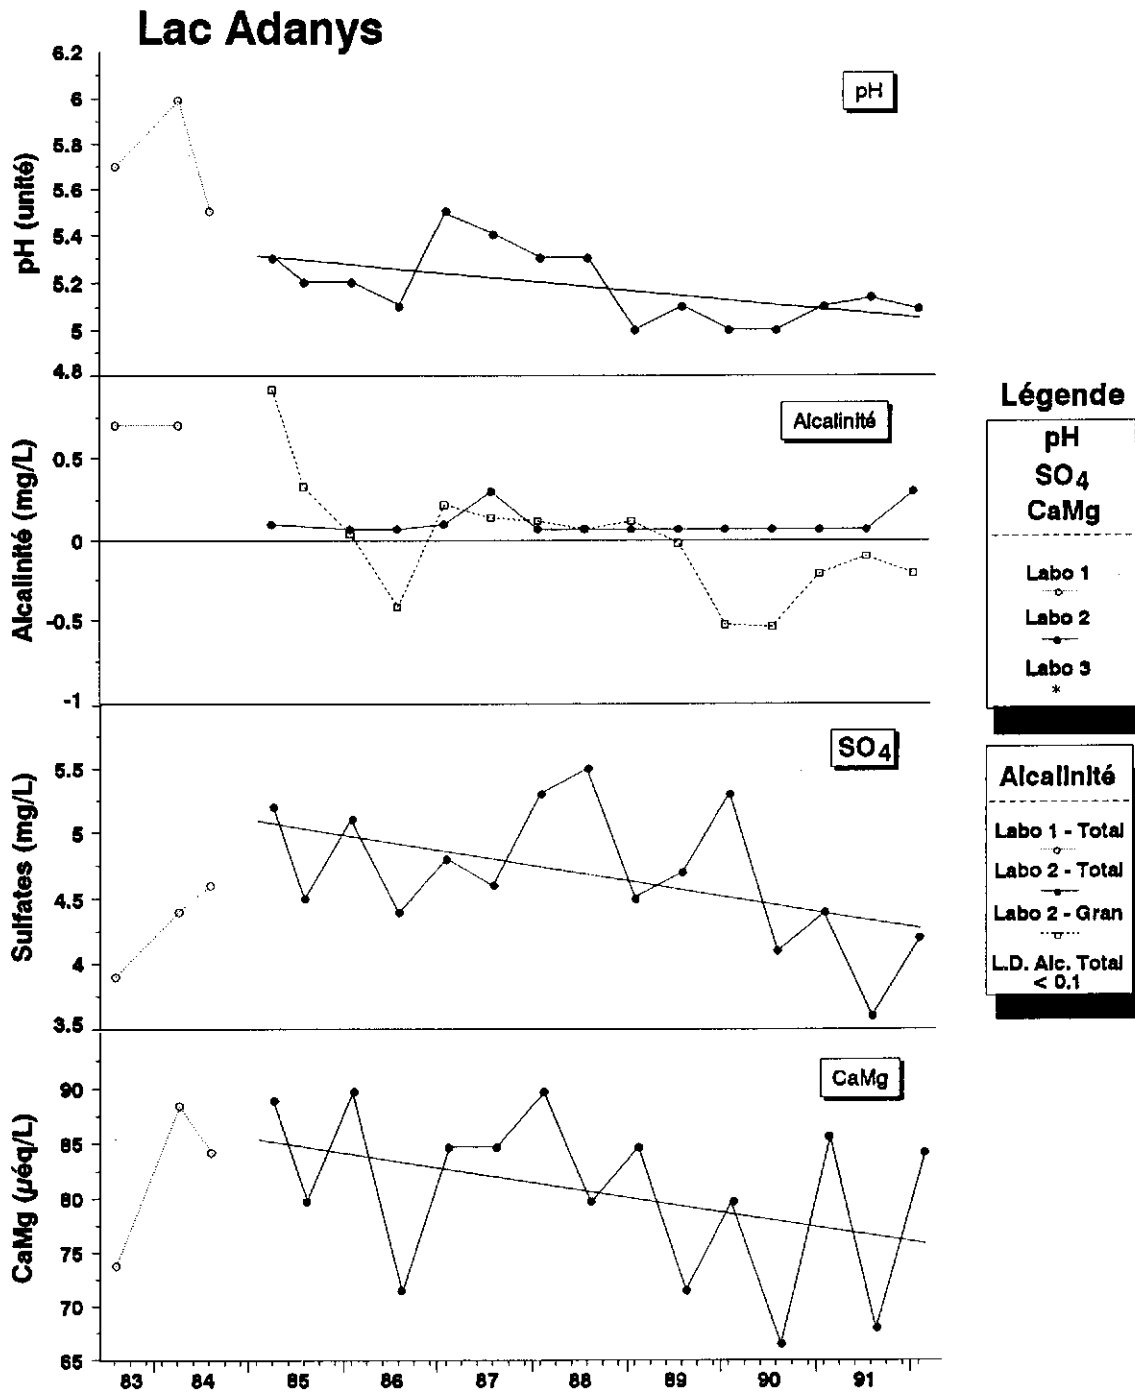 Lac Adanys
6.2
6
5.8
5.6
5.4
5.2
5
4.8
pH (unité)
pH
0.5
0
-0.5
-1
Alcalinité (mg/L)
Alcalinité
5.5
5
4.5
4
3.5
Sulfates (mg/L)
SO4
90
85
80
75
70
65
CaMg (µéq/L)
CaMg
83 84 85 86 87 88 89 90 91
Légende
pH
SO4
CaMg
Labo 1
Labo 2
Labo 3
Alcalinité
Labo 1 - Total
Labo 2 - Total
Labo 2 - Gran
L.D. Alc. Total
< 0.1